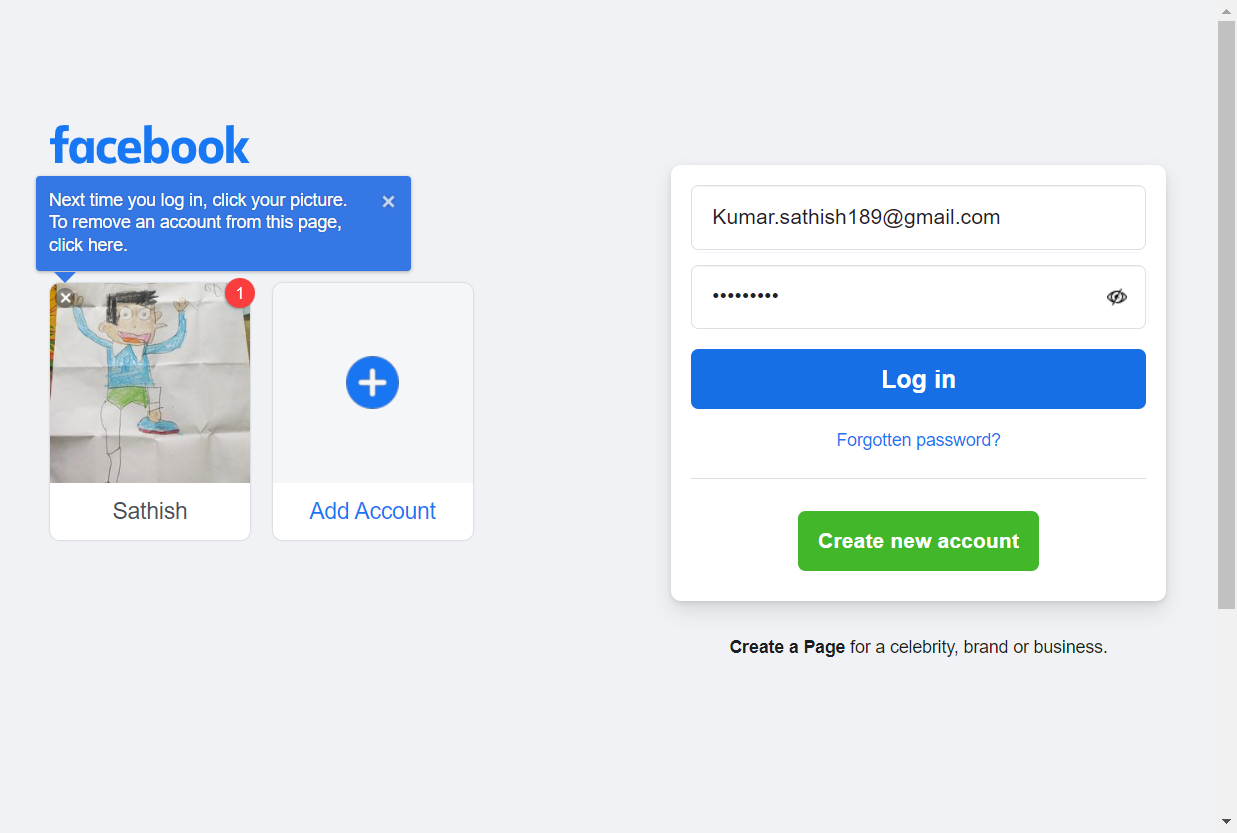 facebook
Next time you log in, click your picture.
To remove an account from this page,
click here.
1
Sathish
Add Account
Kumar.sathish189@gmail.com
•••••••••
Log in
Forgotten password?
Create new account
Create a Page for a celebrity, brand or business.